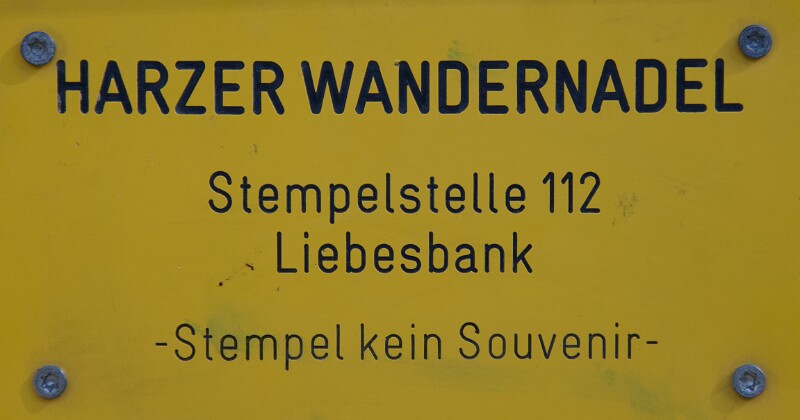 HARZER WANDERNADEL
Stempelstelle 112
Liebesbank
-Stempel kein Souvenir-